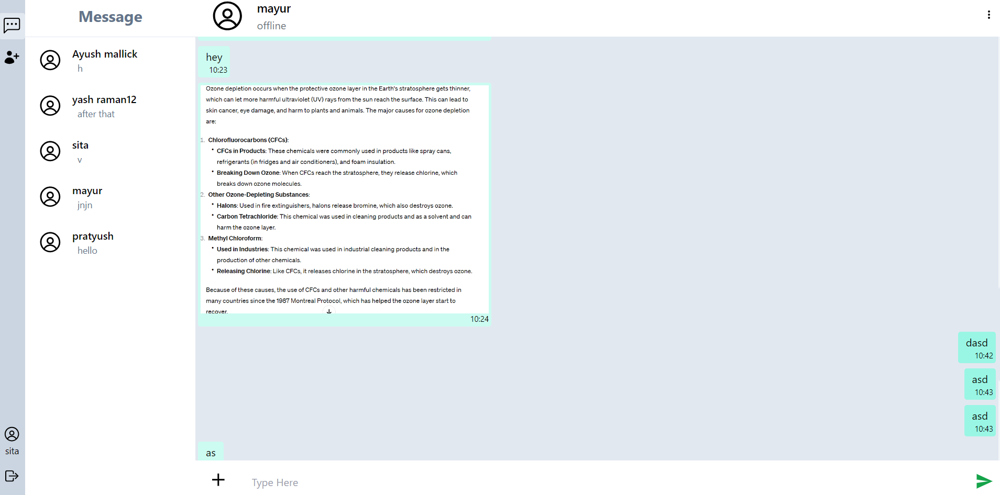 Message
mayur
offline
Ayush mallick
h
yash raman12
after that
sita
v
mayur
jnjn
pratyush
hello
sita
hey
10:23
Ozone depletion occurs when the protective ozone layer in the Earth's stratosphere gets thinner,
which can let more harmful ultraviolet (UV) rays from the sun reach the surface. This can lead to
skin cancer, eye damage, and harm to plants and animals. The major causes for ozone depletion
are:
1. Chlorofluorocarbons (CFCs):
• CFCs in Products: These chemicals were commonly used in products like spray cans,
refrigerants (in fridges and air conditioners), and foam insulation.
• Breaking Down Ozone: When CFCs reach the stratosphere, they release chlorine, which
breaks down ozone molecules.
2. Other Ozone-Depleting Substances:
• Halons: Used in fire extinguishers, halons release bromine, which also destroys ozone.
• Carbon Tetrachloride: This chemical was used in cleaning products and as a solvent and can
harm the ozone layer.
3. Methyl Chloroform:
• Used in Industries: This chemical was used in industrial cleaning products and in the
production of other chemicals.
• Releasing Chlorine: Like CFCs, it releases chlorine in the stratosphere, which destroys ozone.
Because of these causes, the use of CFCs and other harmful chemicals has been restricted in
many countries since the 1987 Montreal Protocol, which has helped the ozone layer start to
recover.
10:24
dasd
10:42
asd
10:43
asd
10:43
as
Type Here